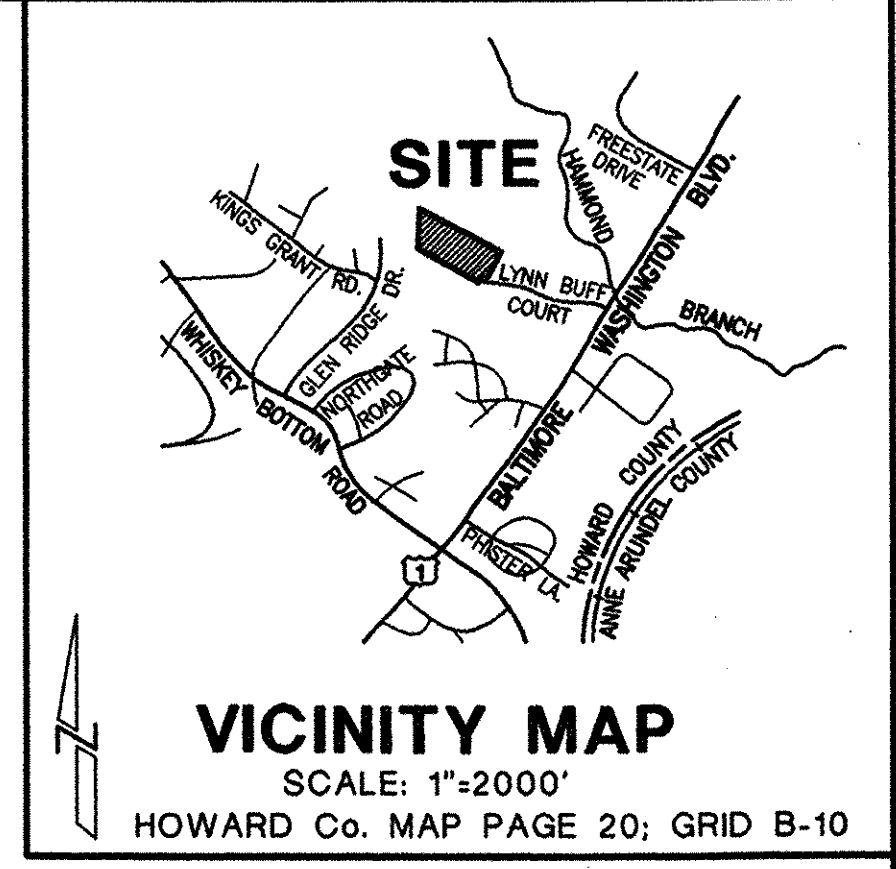 SITE
FREESTATE
DRIVE
HAMMOND
BRANCH
KINGS GRANT RD.
GLEN RIDGE DR.
LYNN BUFF
COURT
BALTIMORE WASHINGTON BLVD.
WHISKEY BOTTOM ROAD
NORTHGATE
ROAD
HOWARD COUNTY
ANNE ARUNDEL COUNTY
PHISTER LA.
1
N
VICINITY MAP
SCALE: 1"=2000'
HOWARD Co. MAP PAGE 20; GRID B-10